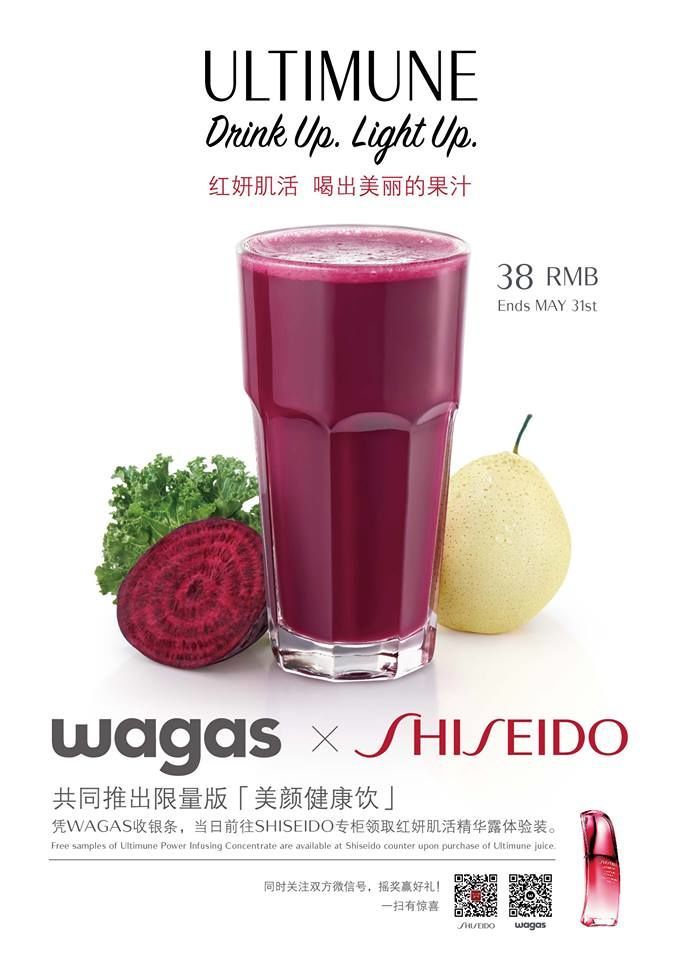 ULTIMUNE
Drink Up. Light Up.
红妍肌活 喝出美丽的果汁
38 RMB
Ends MAY 31st
wagas × SHISEIDO
共同推出限量版「美颜健康饮」
凭WAGAS收银条，当日前往SHISEIDO专柜领取红妍肌活精华露体验装。
Free samples of Ultimune Power Infusing Concentrate are available at Shiseido counter upon purchase of Ultimune juice.
同时关注双方微信号，摇奖赢好礼！
一扫有惊喜
SHISEIDO wagas